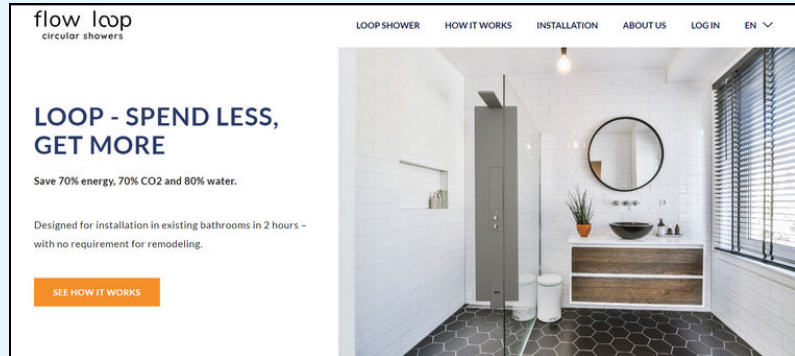 flow loop
circular showers
LOOP SHOWER HOW IT WORKS INSTALLATION ABOUT US LOG IN EN
LOOP - SPEND LESS,
GET MORE
Save 70% energy, 70% CO2 and 80% water.
Designed for installation in existing bathrooms in 2 hours –
with no requirement for remodeling.
SEE HOW IT WORKS